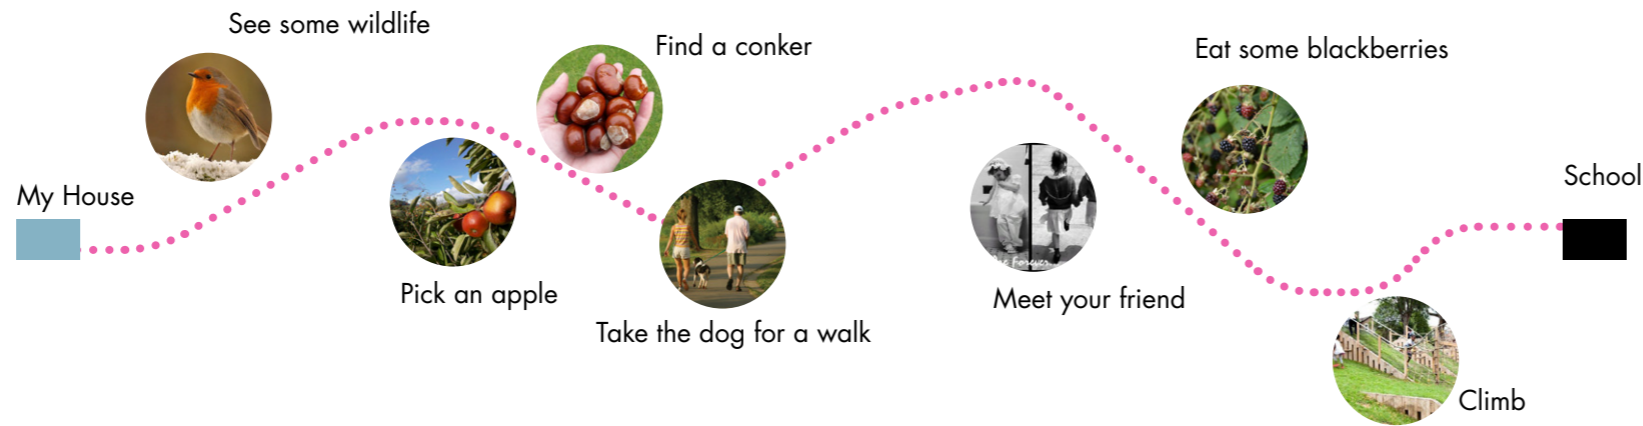 See some wildlife
Find a conker
Eat some blackberries
My House
School
Pick an apple
Meet your friend
Take the dog for a walk
Climb
Forever